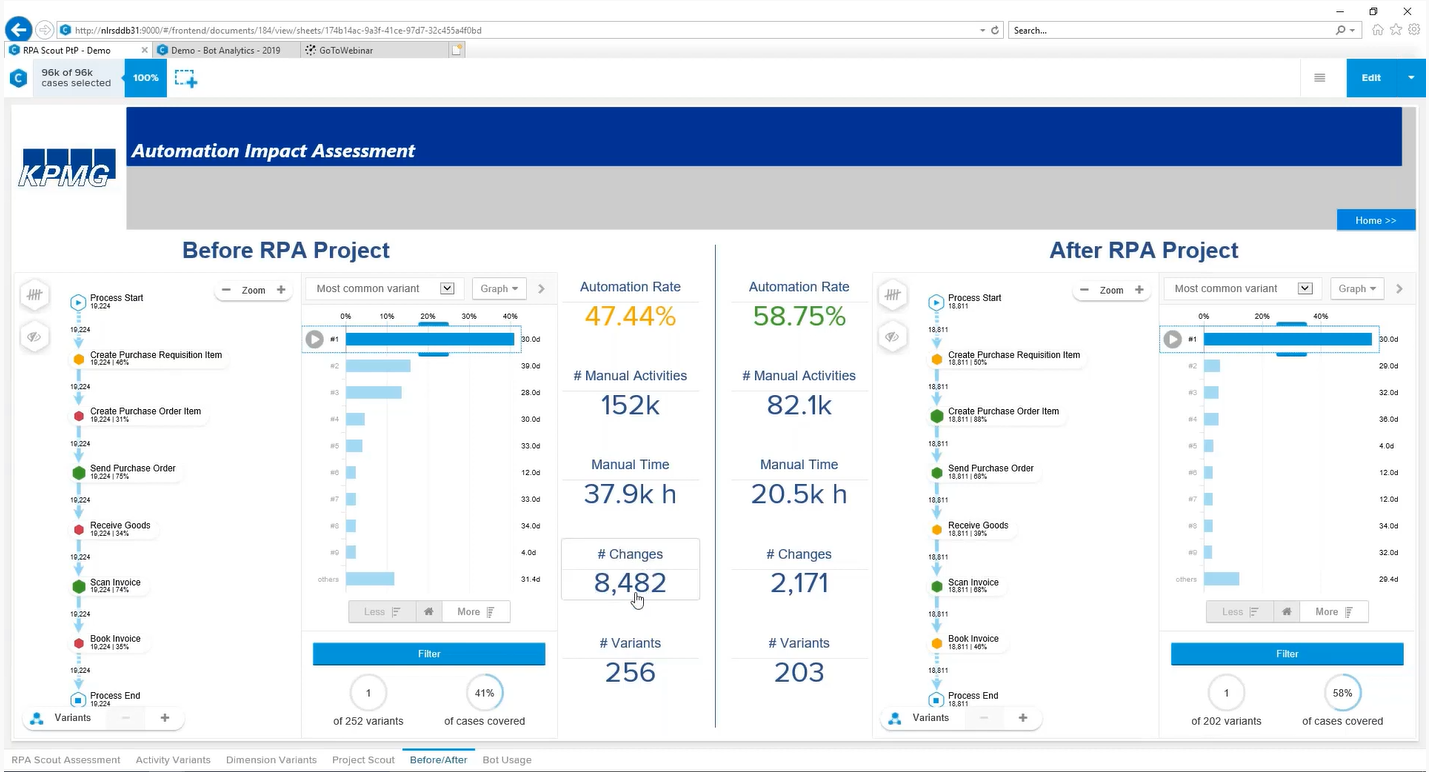 http://nlrsddb31:9000/#/frontend/documents/184/view/sheets/174b14ac-9a3f-41ce-97d7-32c455a4f0bd
Search...
RPA Scout PtP - Demo
Demo - Bot Analytics - 2019
GoToWebinar
96k of 96k
cases selected
100%
Edit
KPMG
Automation Impact Assessment
Home >>
Before RPA Project
Zoom
Process Start
19,224
19,224
Create Purchase Requisition Item
19,224 | 46%
19,224
Create Purchase Order Item
19,224 | 31%
19,224
Send Purchase Order
19,224 | 75%
19,224
Receive Goods
19,224 | 34%
19,224
Scan Invoice
19,224 | 74%
19,224
Book Invoice
19,224 | 35%
19,224
Process End
19,224
Variants
Most common variant
Graph
0% 10% 20% 30% 40%
#1 30.0d
#2 39.0d
#3 28.0d
#4 30.0d
#5 33.0d
#6 12.0d
#7 33.0d
#8 34.0d
#9 4.0d
others 31.4d
Less
More
Filter
1
of 252 variants
41%
of cases covered
Automation Rate
47.44%
# Manual Activities
152k
Manual Time
37.9k h
# Changes
8,482
# Variants
256
After RPA Project
Automation Rate
58.75%
# Manual Activities
82.1k
Manual Time
20.5k h
# Changes
2,171
# Variants
203
Zoom
Process Start
18,811
18,811
Create Purchase Requisition Item
18,811 | 50%
18,811
Create Purchase Order Item
18,811 | 88%
18,811
Send Purchase Order
18,811 | 68%
18,811
Receive Goods
18,811 | 39%
18,811
Scan Invoice
18,811 | 68%
18,811
Book Invoice
18,811 | 46%
18,811
Process End
18,811
Variants
Most common variant
Graph
0% 20% 40%
#1 30.0d
#2 29.0d
#3 32.0d
#4 36.0d
#5 4.0d
#6 12.0d
#7 12.0d
#8 34.0d
#9 32.0d
others 29.4d
Less
More
Filter
1
of 202 variants
58%
of cases covered
RPA Scout Assessment
Activity Variants
Dimension Variants
Project Scout
Before/After
Bot Usage